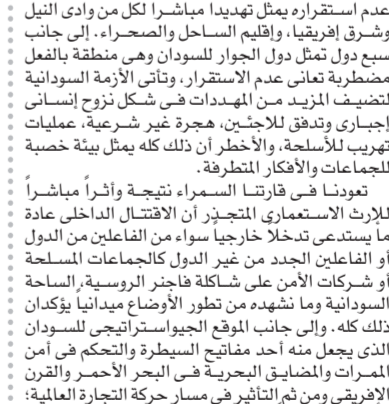 عدم استقراره يمثل تهديدا مباشرا لكل من وادى النيل
وشرق إفريقيا، وإقليم الساحل والصحراء. إلى جانب
سبع دول تمثل دول الجوار للسودان وهى منطقة بالفعل
مضطربة تعانى عدم الاستقرار، وتأتى الأزمة السودانية
لتضيف المزيد من المهددات فى شكل نزوح إنسانى
إجبارى وتدفق للاجئين، هجرة غير شرعية، عمليات
تهريب للأسلحة، والأخطر أن ذلك كله يمثل بيئة خصبة
للجماعات والأفكار المتطرفة.
تعودنا فى قارتنا السمراء نتيجة وأثراً مباشراً
للإرث الاستعمارى المتجذر أن الاقتتال الداخلى عادة
ما يستدعى تدخلاً خارجياً سواء من الفاعلين من الدول
أو الفاعلين الجدد من غير الدول كالجماعات المسلحة
أو شركات الأمن على شاكلة فاجنر الروسية، الساحة
السودانية وما نشهده من تطور الأوضاع ميدانياً يؤكدان
ذلك كله. وإلى جانب الموقع الجيواستراتيجى للسودان
الذى يجعل منه أحد مفاتيح السيطرة والتحكم فى أمن
الممرات والمضايق البحرية فى البحر الأحمر والقرن
الإفريقى ومن ثم التأثير فى مسار حركة التجارة العالمية؛